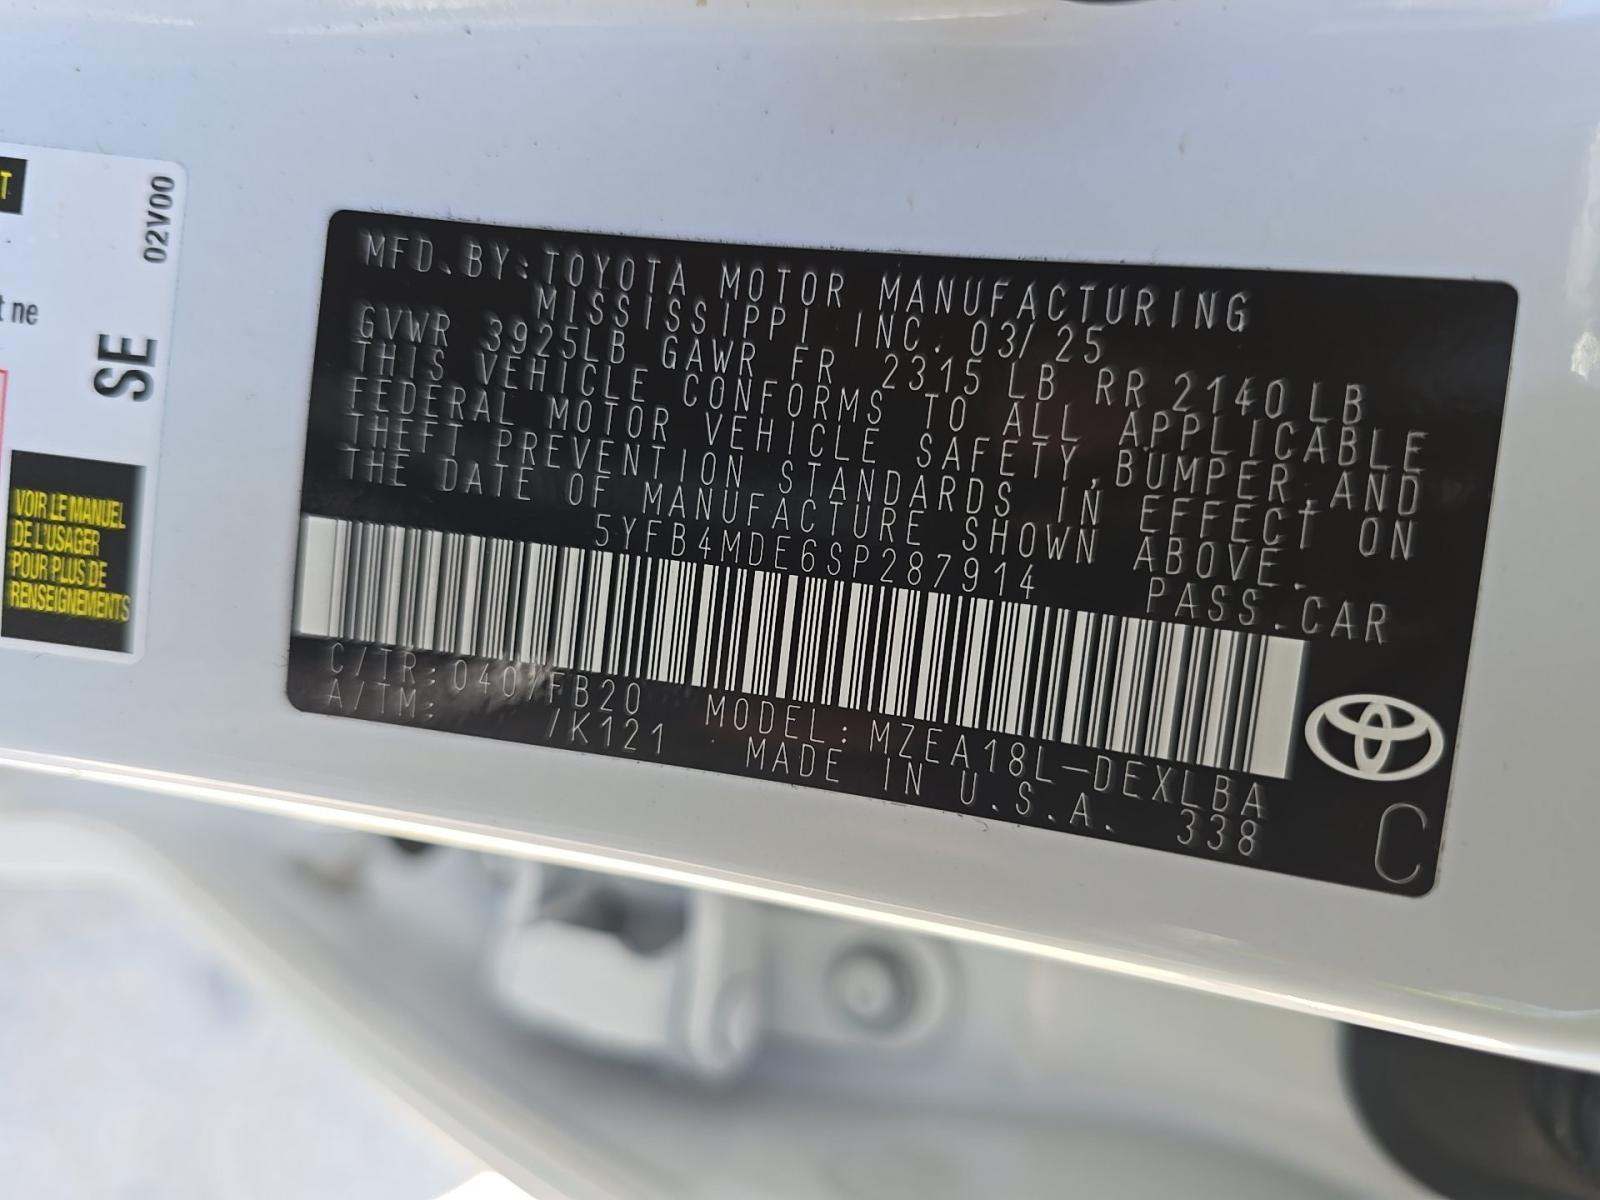 T
02V00
t ne
SE
VOIR LE MANUEL
DE L'USAGER
POUR PLUS DE
RENSEIGNEMENTS
MFD.BY:TOYOTA MOTOR MANUFACTURING
MISSISSIPPI INC. 03/25
GVWR 3925LB GAWR FR 2315 LB RR 2140LB
THIS VEHICLE CONFORMS TO ALL APPLICABLE
FEDERAL MOTOR VEHICLE SAFETY,BUMPER,AND
THEFT PREVENTION STANDARDS IN EFFECT ON
THE DATE OF MANUFACTURE SHOWN ABOVE.
5YFB4MDE6SP287914 PASS.CAR
C/TR:040/FB20 MODEL:MZEA18L-DEXLBA
A/TM: /K121 MADE IN U.S.A. 338
C